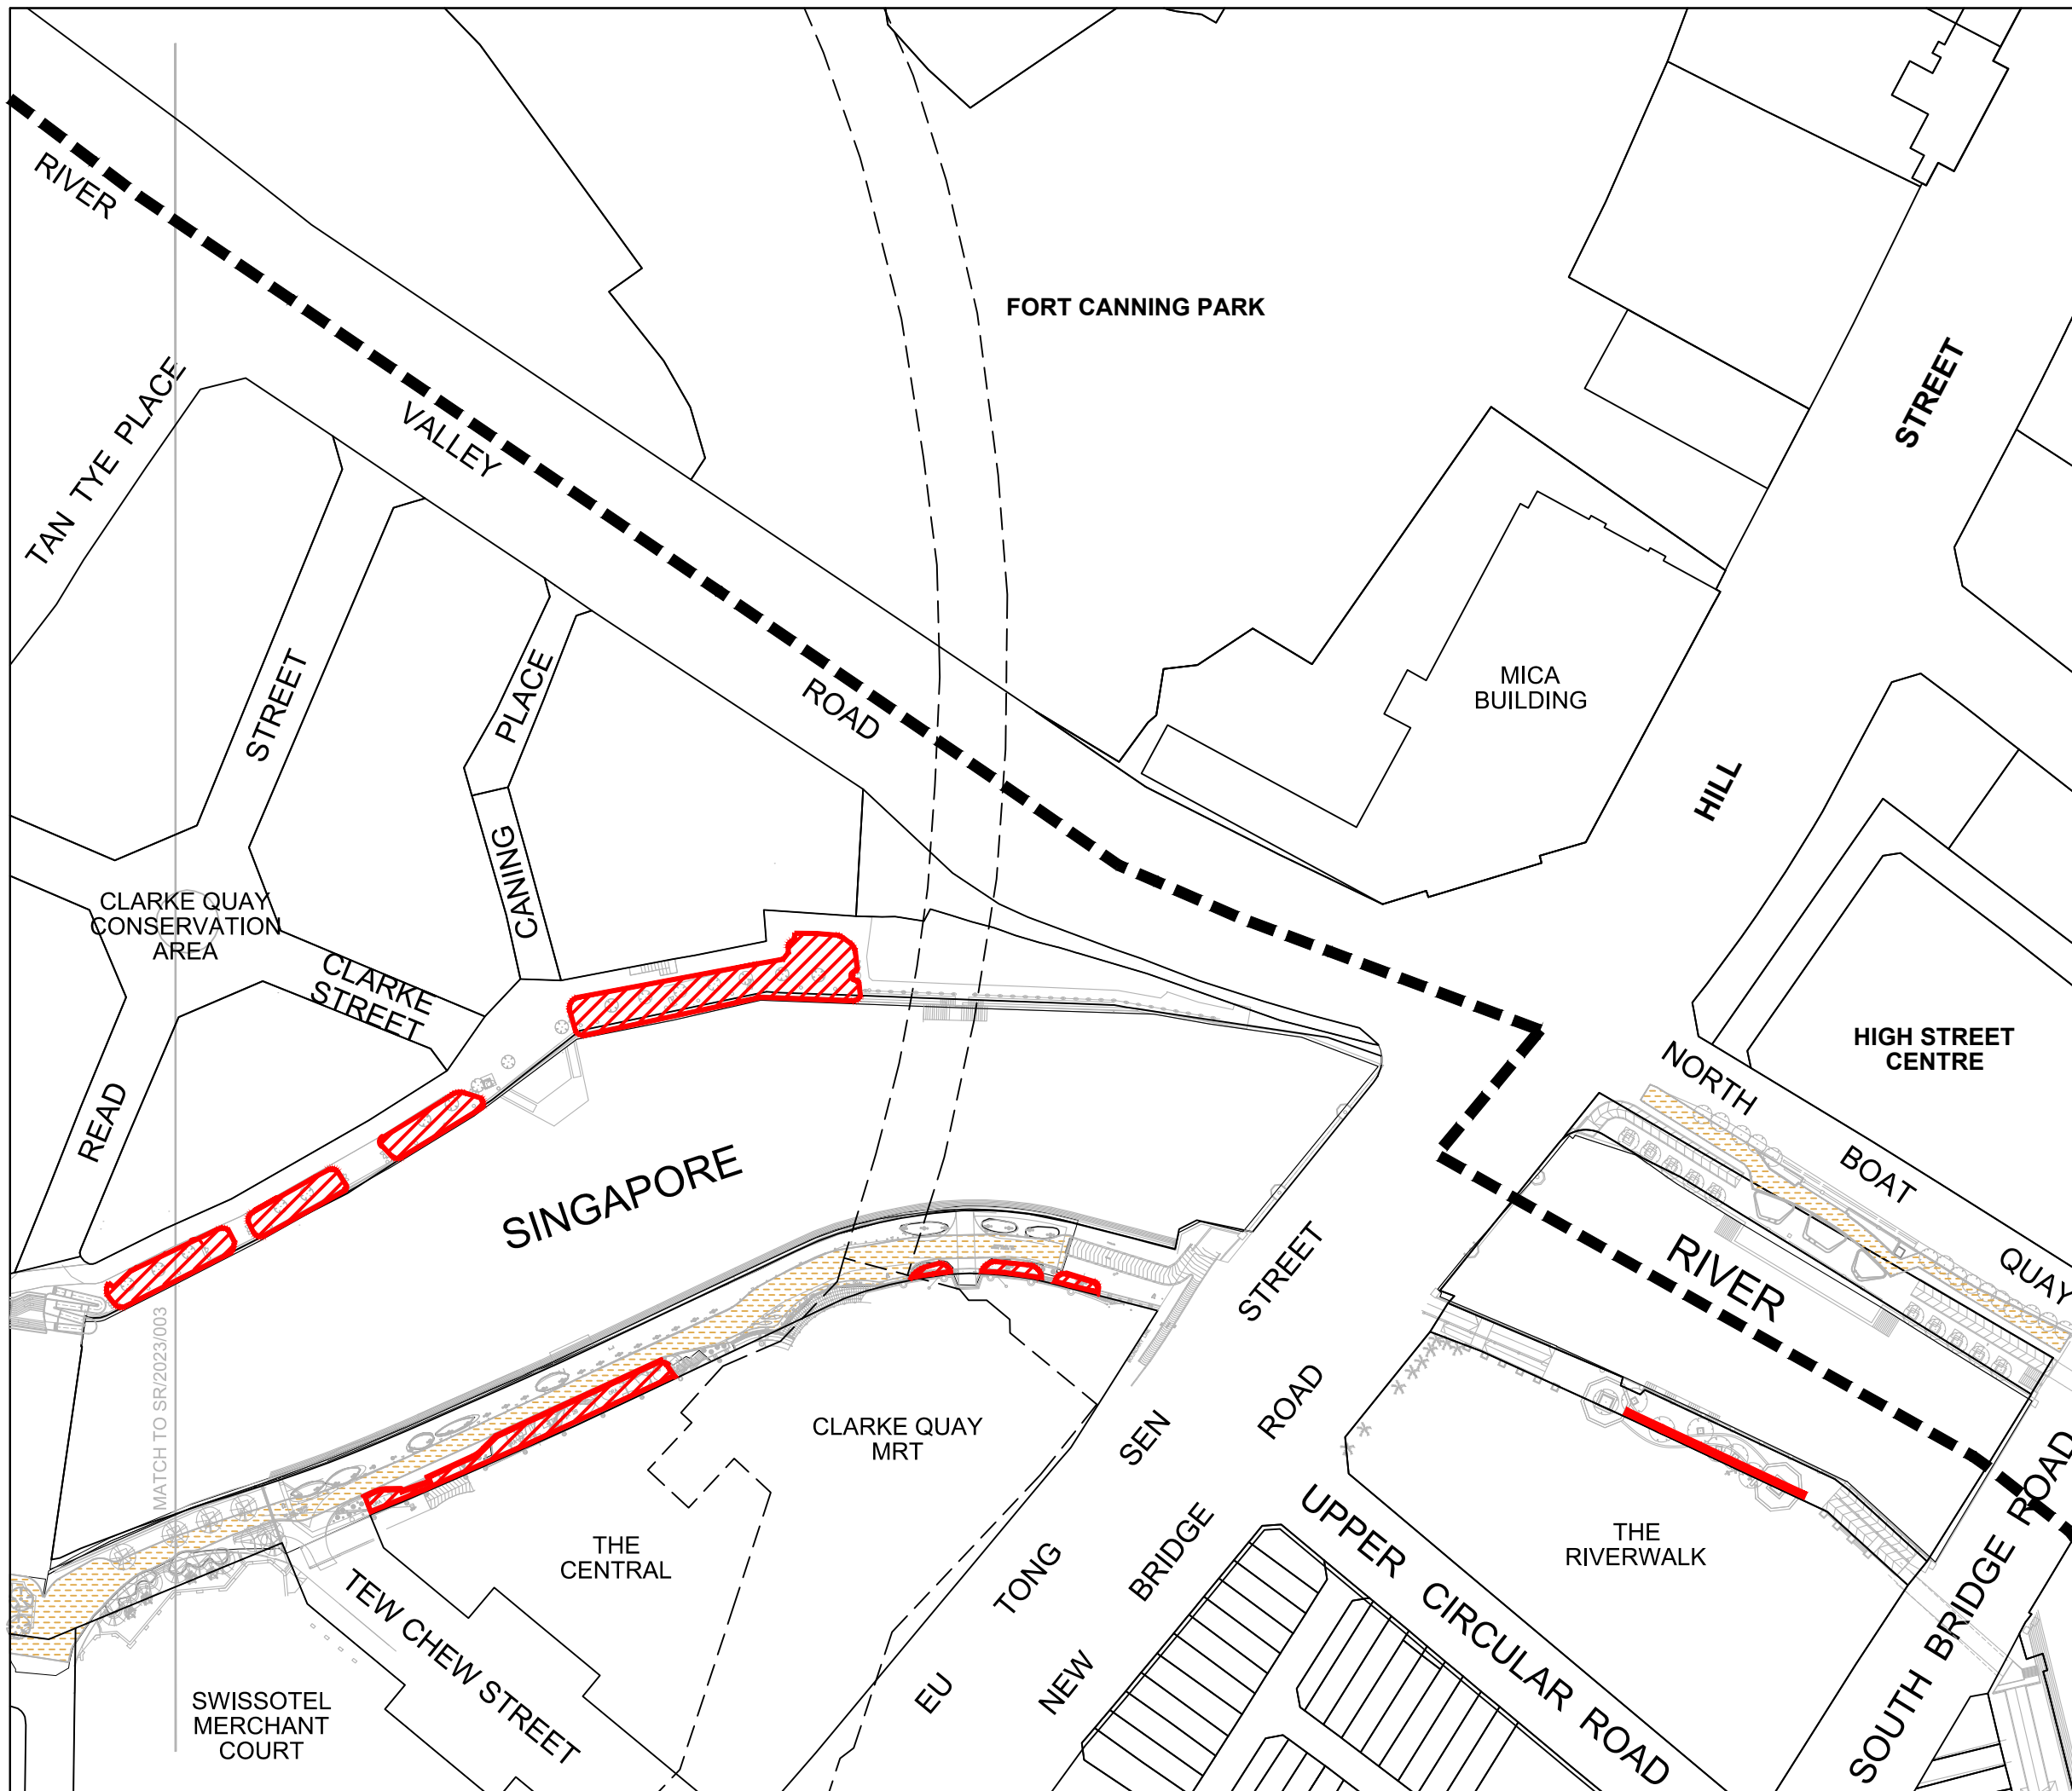 RIVER
VALLEY
ROAD
FORT CANNING PARK
STREET
HILL
TAN TYE PLACE
STREET
PLACE
CANNING
MICA
BUILDING
CLARKE QUAY
CONSERVATION
AREA
CLARKE
STREET
READ
HIGH STREET
CENTRE
NORTH
BOAT
QUAY
SINGAPORE
RIVER
STREET
ROAD
SEN
TONG
EU
BRIDGE
NEW
MATCH TO SR/2023/003
CLARKE QUAY
MRT
THE
CENTRAL
TEW CHEW STREET
SWISSOTEL
MERCHANT
COURT
UPPER CIRCULAR ROAD
THE
RIVERWALK
SOUTH BRIDGE ROAD
ROAD